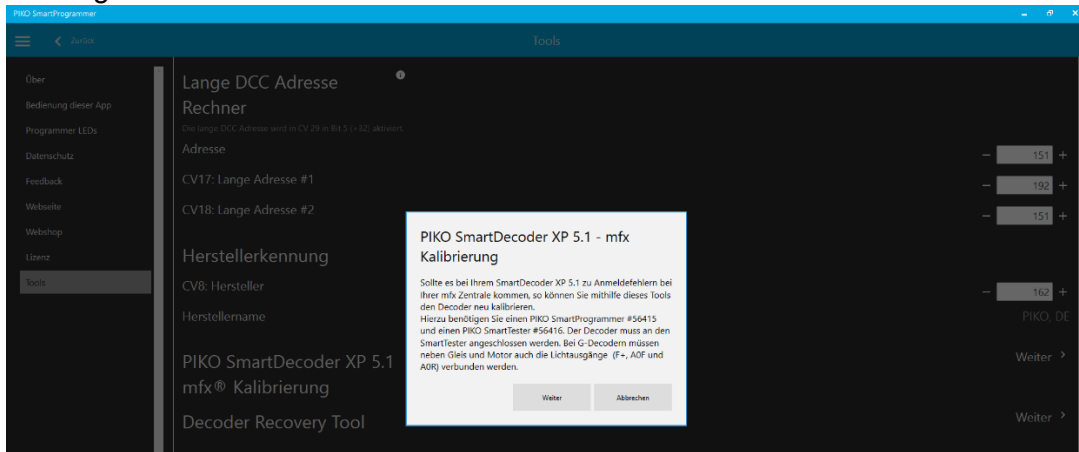 PIKO SmartProgrammer
Zurück
Tools
Über
Bedienung dieser App
Programmer LEDs
Datenschutz
Feedback
Webseite
Webshop
Lizenz
Tools
Lange DCC Adresse
Rechner
Die lange DCC Adresse wird in CV 29 in Bit 5 (+32) aktiviert.
Adresse
− 151 +
CV17: Lange Adresse #1
− 192 +
CV18: Lange Adresse #2
− 151 +
Herstellerkennung
CV8: Hersteller
− 162 +
Herstellername
PIKO, DE
PIKO SmartDecoder XP 5.1
mfx® Kalibrierung
Weiter >
Decoder Recovery Tool
Weiter >
PIKO SmartDecoder XP 5.1 - mfx
Kalibrierung
Sollte es bei Ihrem SmartDecoder XP 5.1 zu Anmeldefehlern bei
Ihrer mfx Zentrale kommen, so können Sie mithilfe dieses Tools
den Decoder neu kalibrieren.
Hierzu benötigen Sie einen PIKO SmartProgrammer #56415
und einen PIKO SmartTester #56416. Der Decoder muss an den
SmartTester angeschlossen werden. Bei G-Decodern müssen
neben Gleis und Motor auch die Lichtausgänge (F+, A0F und
A0R) verbunden werden.
Weiter
Abbrechen